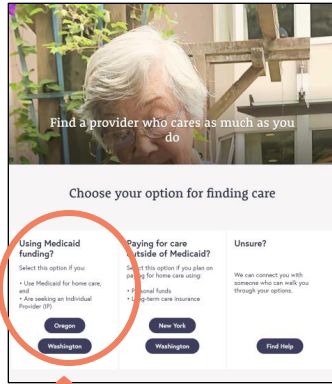 Find a provider who cares as much as you
do
Choose your option for finding care
Using Medicaid
funding?
Select this option if you:
• Use Medicaid for home care,
and
• Are seeking an Individual
Provider (IP)
Oregon
Washington
Paying for care
outside of Medicaid?
Select this option if you plan on
paying for home care using:
• Personal funds
• Long-term care insurance
New York
Washington
Unsure?
We can connect you with
someone who can walk you
through your options.
Find Help